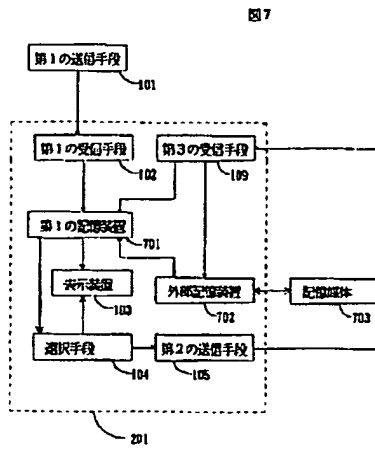 図7
第1の送信手段
101
第1の受信手段
102
第3の受信手段
109
第1の記憶装置
701
表示装置
103
外部記憶装置
702
記憶媒体
703
選択手段
104
第2の送信手段
105
201